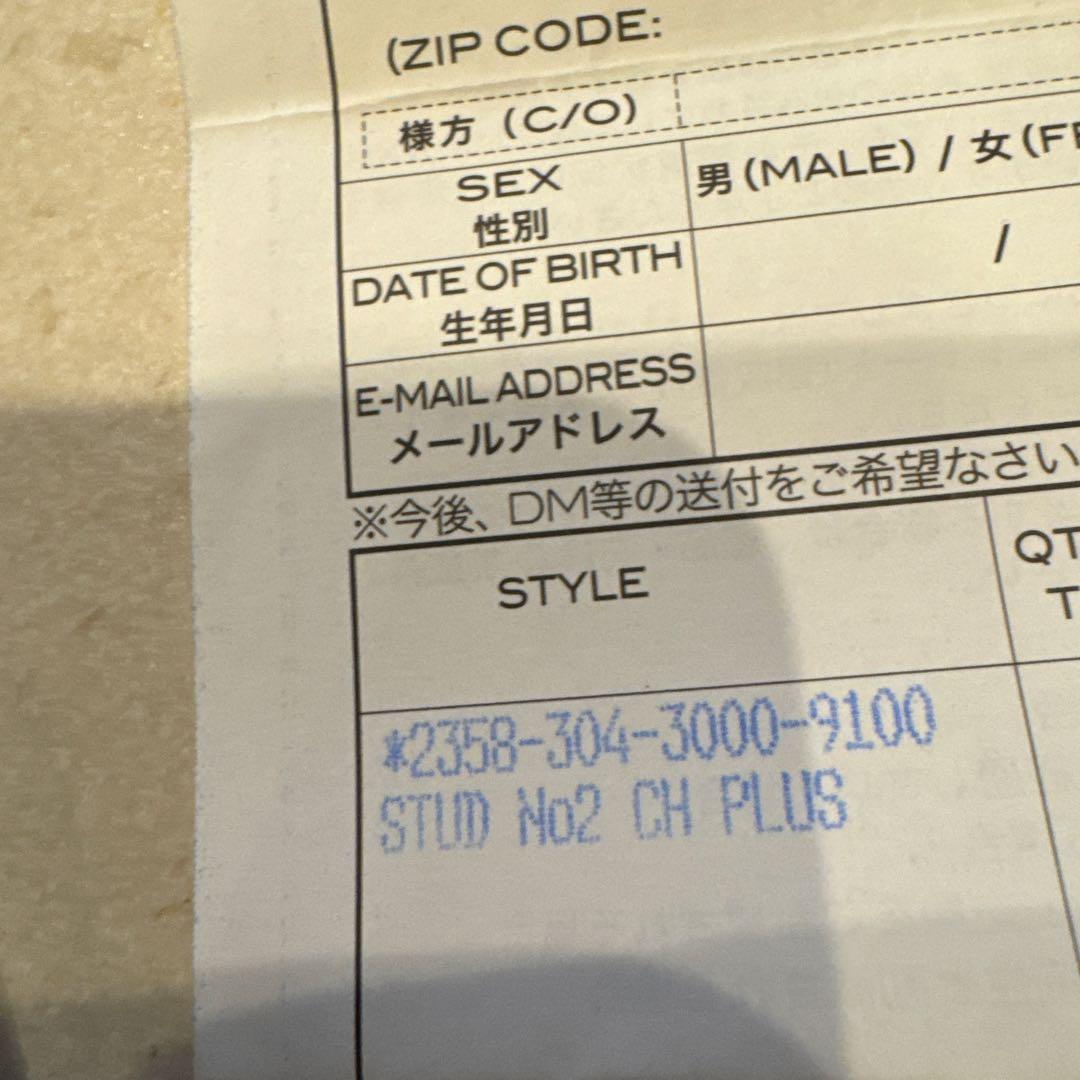 (ZIP CODE:
様方 (C/O)
SEX
性別
男(MALE) / 女(FE
DATE OF BIRTH
生年月日
/
E-MAIL ADDRESS
メールアドレス
※今後、DM等の送付をご希望なさい
STYLE
QT
T
*2358-304-3000-9100
STUD No2 CH PLUS